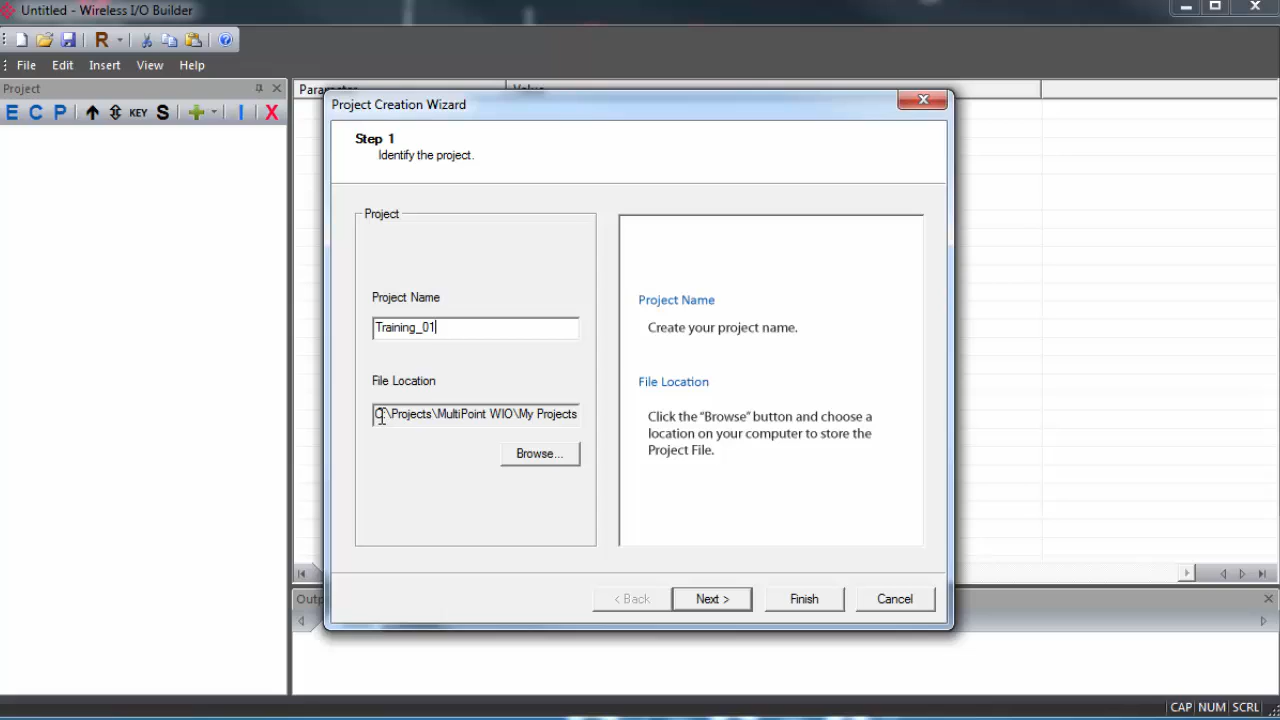 Untitled - Wireless I/O Builder
R
File Edit Insert View Help
Project
E C P KEY S I X
Parameter Value
Project Creation Wizard
Step 1
Identify the project.
Project
Project Name
Training_01
File Location
C:\Projects\MultiPoint WIO\My Projects
Browse...
Project Name
Create your project name.
File Location
Click the “Browse” button and choose a
location on your computer to store the
Project File.
< Back Next > Finish Cancel
Outp
CAP NUM SCRL